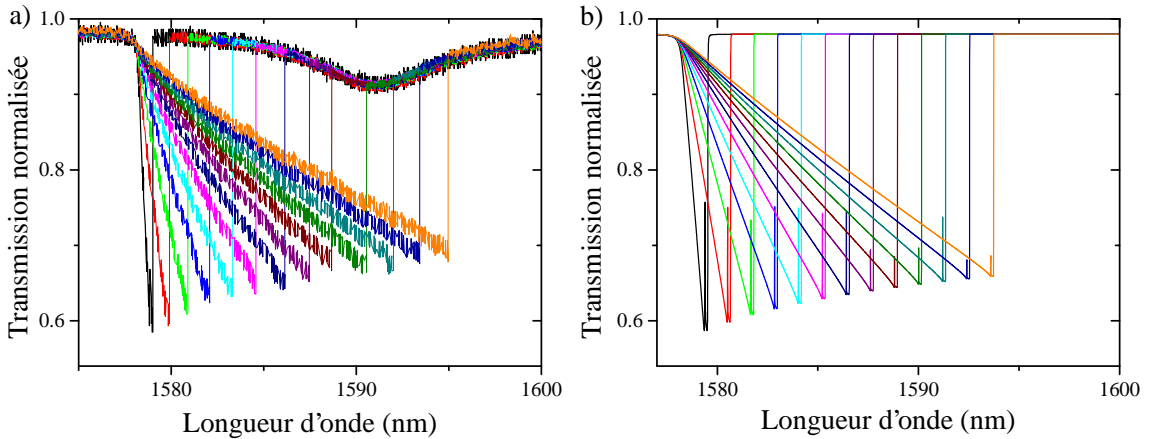 a)
1.0
0.8
0.6
Transmission normalisée
1580
1590
1600
Longueur d'onde (nm)
b)
1.0
0.8
0.6
Transmission normalisée
1580
1590
1600
Longueur d'onde (nm)